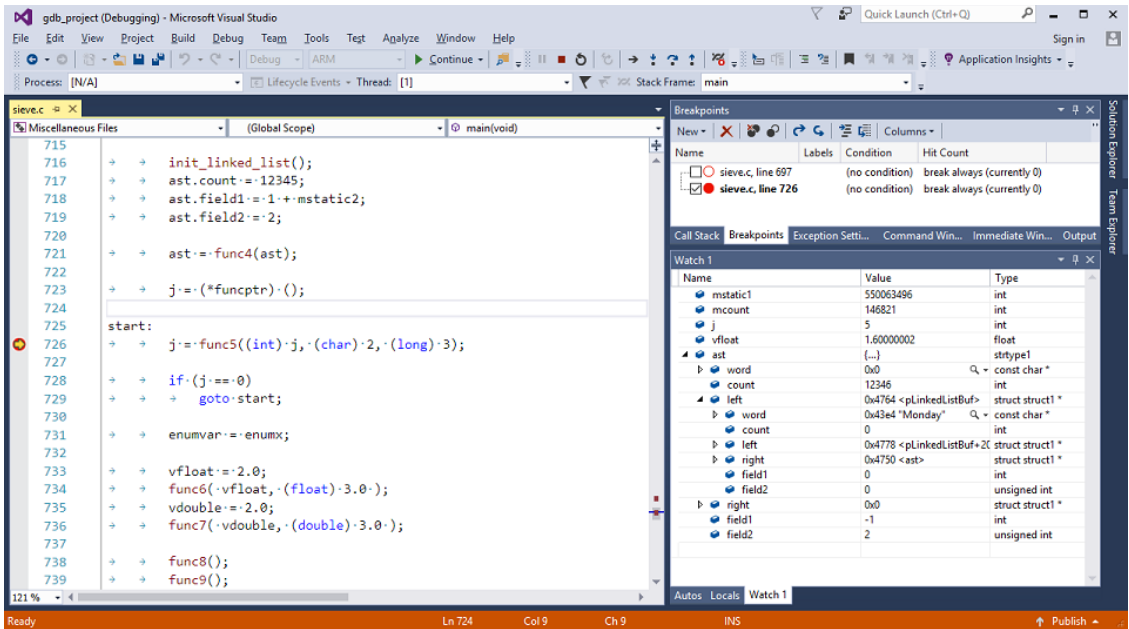 gdb_project (Debugging) - Microsoft Visual Studio
Quick Launch (Ctrl+Q)
File Edit View Project Build Debug Team Tools Test Analyze Window Help
Sign in
Debug ARM Continue Application Insights
Process: [N/A] Lifecycle Events Thread: [1] Stack Frame: main
sieve.c
Miscellaneous Files (Global Scope) main(void)
715
716 init_linked_list();
717 ast.count = 12345;
718 ast.field1 = 1 + mstatic2;
719 ast.field2 = 2;
720
721 ast = func4(ast);
722
723 j = (*funcptr) ();
724
725 start:
726 j = func5((int) j, (char) 2, (long) 3);
727
728 if (j == 0)
729 goto start;
730
731 enumvar = enumx;
732
733 vfloat = 2.0;
734 func6( vfloat, (float) 3.0 );
735 vdouble = 2.0;
736 func7( vdouble, (double) 3.0 );
737
738 func8();
739 func9();
121 %
Breakpoints
New Columns
Name Labels Condition Hit Count
sieve.c, line 697 (no condition) break always (currently 0)
sieve.c, line 726 (no condition) break always (currently 0)
Call Stack Breakpoints Exception Setti... Command Win... Immediate Win... Output
Watch 1
Name Value Type
mstatic1 550063496 int
mcount 146821 int
j 5 int
vfloat 1.60000002 float
ast {...} strtype1
word 0x0 const char *
count 12346 int
left 0x4764 <pLinkedListBuf> struct struct1 *
word 0x43e4 "Monday" const char *
count 0 int
left 0x4778 <pLinkedListBuf+20 struct struct1 *
right 0x4750 <ast> struct struct1 *
field1 0 int
field2 0 unsigned int
right 0x0 struct struct1 *
field1 -1 int
field2 2 unsigned int
Autos Locals Watch 1
Solution Explorer
Team Explorer
Ready Ln 724 Col 9 Ch 9 INS Publish